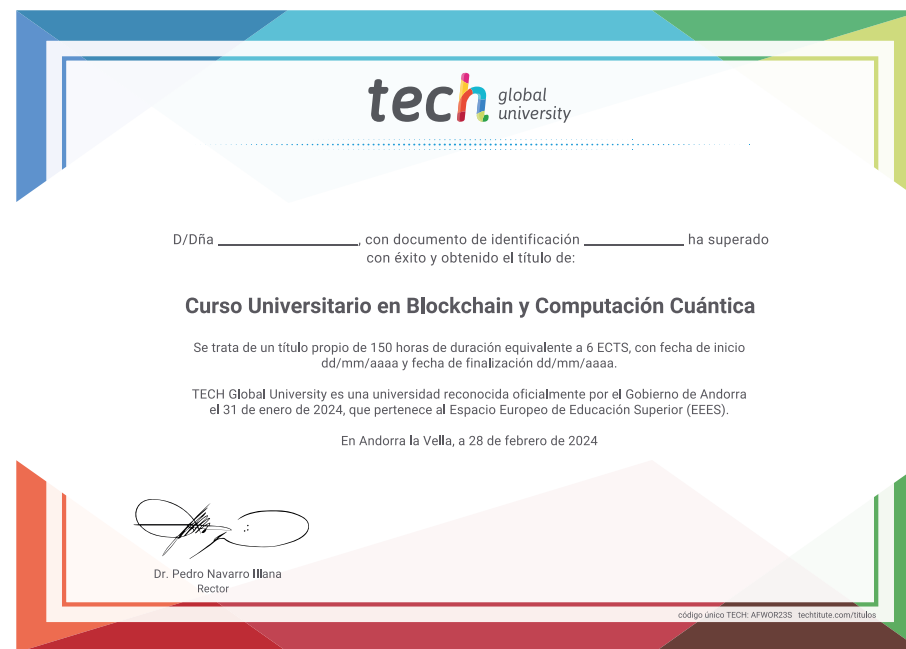 tech global university
D/Dña ____________________, con documento de identificación ______________ ha superado
con éxito y obtenido el título de:
Curso Universitario en Blockchain y Computación Cuántica
Se trata de un título propio de 150 horas de duración equivalente a 6 ECTS, con fecha de inicio
dd/mm/aaaa y fecha de finalización dd/mm/aaaa.
TECH Global University es una universidad reconocida oficialmente por el Gobierno de Andorra
el 31 de enero de 2024, que pertenece al Espacio Europeo de Educación Superior (EEES).
En Andorra la Vella, a 28 de febrero de 2024
Dr. Pedro Navarro Illana
Rector
código único TECH: AFWOR23S techtitute.com/titulos